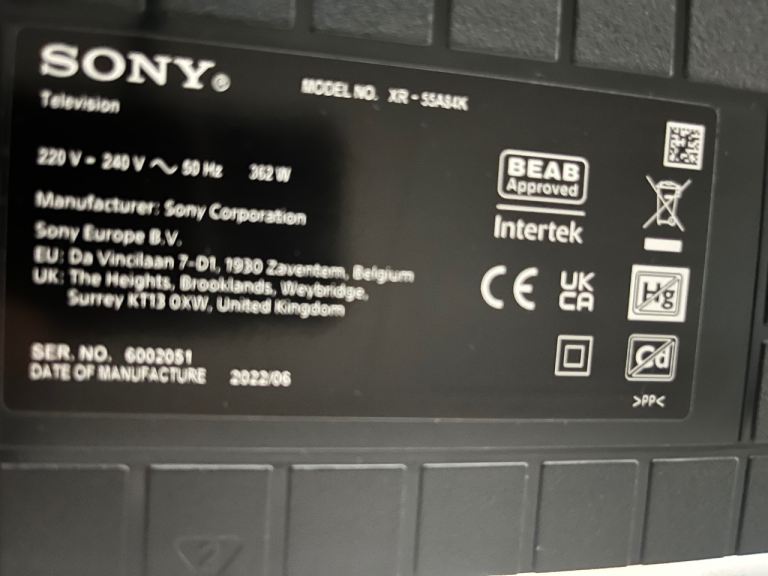 SONY®
Television
MODEL NO. XR-55A84K
220 V - 240 V ~ 50 Hz 362 W
Manufacturer: Sony Corporation
Sony Europe B.V.
EU: Da Vincilaan 7-D1, 1930 Zaventem, Belgium
UK: The Heights, Brooklands, Weybridge,
Surrey KT13 0XW, United Kingdom
SER. NO. 6002051
DATE OF MANUFACTURE 2022/06
BEAB
Approved
Intertek
CE
UK
CA
Hg
Cd
>PP<